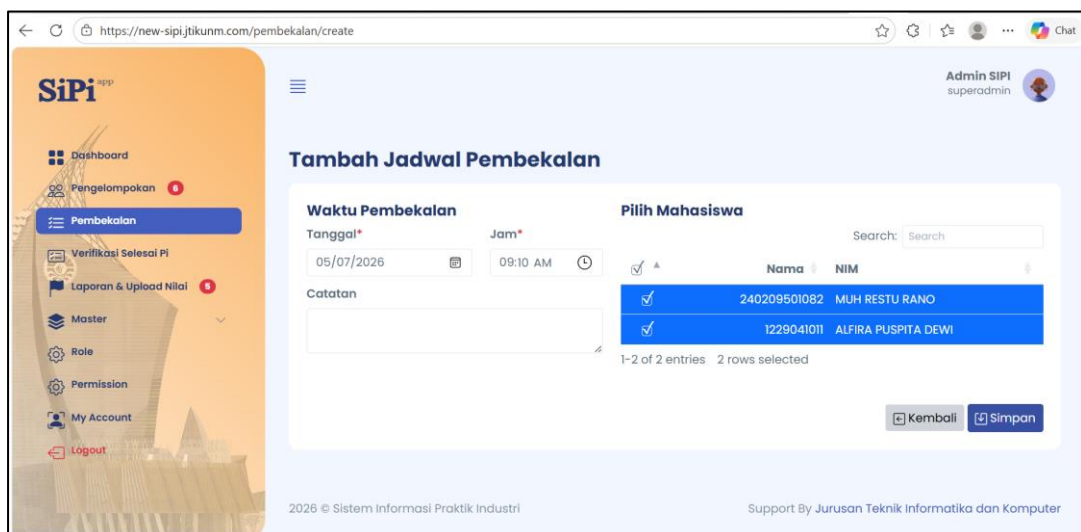 https://new-sipi.jtikunm.com/pembekalan/create
Chat
SiPi app
Admin SIPI
superadmin
Dashboard
Pengelompokan 6
Pembekalan
Verifikasi Selesai Pi
Laporan & Upload Nilai 5
Master
Role
Permission
My Account
Logout
Tambah Jadwal Pembekalan
Waktu Pembekalan
Tanggal* Jam*
05/07/2026 09:10 AM
Catatan
Pilih Mahasiswa
Search: Search
Nama NIM
240209501082 MUH RESTU RANO
1229041011 ALFIRA PUSPITA DEWI
1-2 of 2 entries 2 rows selected
Kembali Simpan
2026 © Sistem Informasi Praktik Industri
Support By Jurusan Teknik Informatika dan Komputer